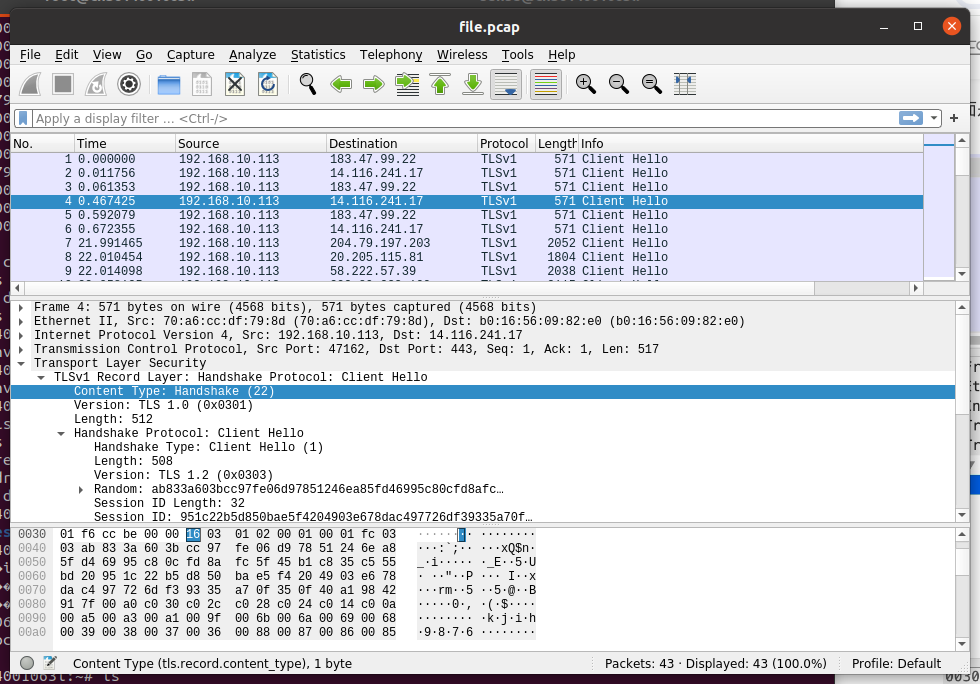 file.pcap
File Edit View Go Capture Analyze Statistics Telephony Wireless Tools Help
Apply a display filter ... <Ctrl-/>
No. Time Source Destination Protocol Length Info
1 0.000000 192.168.10.113 183.47.99.22 TLSv1 571 Client Hello
2 0.011756 192.168.10.113 14.116.241.17 TLSv1 571 Client Hello
3 0.061353 192.168.10.113 183.47.99.22 TLSv1 571 Client Hello
4 0.467425 192.168.10.113 14.116.241.17 TLSv1 571 Client Hello
5 0.592079 192.168.10.113 183.47.99.22 TLSv1 571 Client Hello
6 0.672355 192.168.10.113 14.116.241.17 TLSv1 571 Client Hello
7 21.991465 192.168.10.113 204.79.197.203 TLSv1 2052 Client Hello
8 22.010454 192.168.10.113 20.205.115.81 TLSv1 1804 Client Hello
9 22.014098 192.168.10.113 58.222.57.39 TLSv1 2038 Client Hello
Frame 4: 571 bytes on wire (4568 bits), 571 bytes captured (4568 bits)
Ethernet II, Src: 70:a6:cc:df:79:8d (70:a6:cc:df:79:8d), Dst: b0:16:56:09:82:e0 (b0:16:56:09:82:e0)
Internet Protocol Version 4, Src: 192.168.10.113, Dst: 14.116.241.17
Transmission Control Protocol, Src Port: 47162, Dst Port: 443, Seq: 1, Ack: 1, Len: 517
Transport Layer Security
TLSv1 Record Layer: Handshake Protocol: Client Hello
Content Type: Handshake (22)
Version: TLS 1.0 (0x0301)
Length: 512
Handshake Protocol: Client Hello
Handshake Type: Client Hello (1)
Length: 508
Version: TLS 1.2 (0x0303)
Random: ab833a603bcc97fe06d97851246ea85fd46995c80cfd8afc…
Session ID Length: 32
Session ID: 951c22b5d850bae5f4204903e678dac497726df39335a70f…
0030 01 f6 cc be 00 00 16 03 01 02 00 01 00 01 fc 03 ········ ········
0040 03 ab 83 3a 60 3b cc 97 fe 06 d9 78 51 24 6e a8 ···:`;·· ···xQ$n·
0050 5f d4 69 95 c8 0c fd 8a fc 5f 45 b1 c8 35 c5 55 _·i····· ·_E··5·U
0060 bd 20 95 1c 22 b5 d8 50 ba e5 f4 20 49 03 e6 78 · ··"··P ··· I··x
0070 da c4 97 72 6d f3 93 35 a7 0f 35 0f 40 a1 98 42 ···rm··5 ··5·@··B
0080 91 7f 00 a0 c0 30 c0 2c c0 28 c0 24 c0 14 c0 0a ·····0·, ·(·$····
0090 00 a5 00 a3 00 a1 00 9f 00 6b 00 6a 00 69 00 68 ········ ·k·j·i·h
00a0 00 39 00 38 00 37 00 36 00 88 00 87 00 86 00 85 ·9·8·7·6 ········
Content Type (tls.record.content_type), 1 byte Packets: 43 · Displayed: 43 (100.0%) Profile: Default